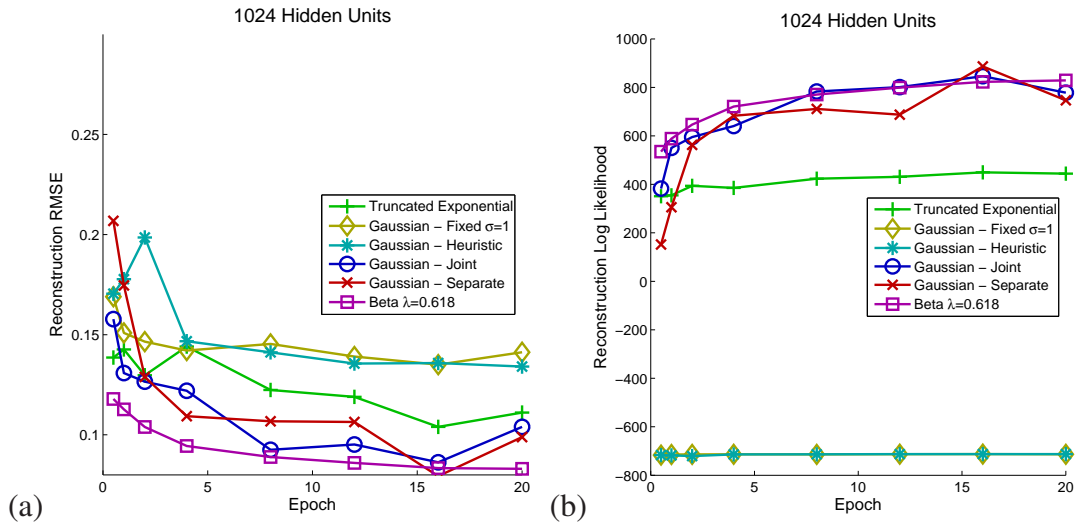 1024 Hidden Units
0.25
0.2
0.15
0.1
Reconstruction RMSE
0 5 10 15 20
Epoch
Truncated Exponential
Gaussian − Fixed σ=1
Gaussian − Heuristic
Gaussian − Joint
Gaussian − Separate
Beta λ=0.618
(a)
1024 Hidden Units
1000
800
600
400
200
0
−200
−400
−600
−800
Reconstruction Log Likelihood
0 5 10 15 20
Epoch
Truncated Exponential
Gaussian − Fixed σ=1
Gaussian − Heuristic
Gaussian − Joint
Gaussian − Separate
Beta λ=0.618
(b)